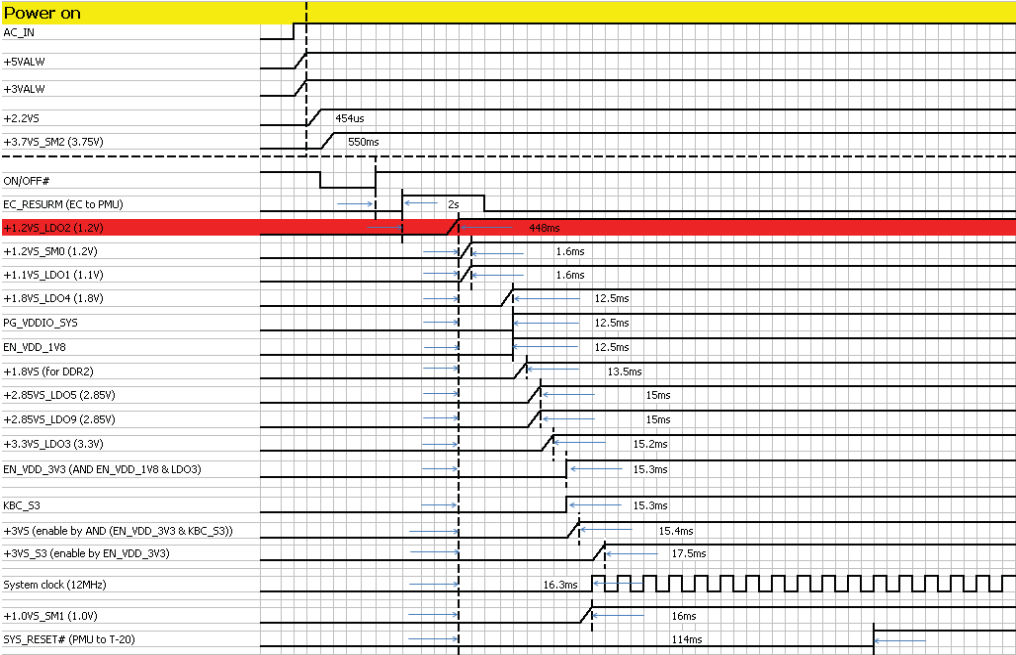 Power on
AC_IN
+5VALW
+3VALW
+2.2VS 454us
+3.7VS_SM2 (3.75V) 550ms
ON/OFF#
EC_RESURM (EC to PMU) 2s
+1.2VS_LDO2 (1.2V) 448ms
+1.2VS_SM0 (1.2V) 1.6ms
+1.1VS_LDO1 (1.1V) 1.6ms
+1.8VS_LDO4 (1.8V) 12.5ms
PG_VDDIO_SYS 12.5ms
EN_VDD_1V8 12.5ms
+1.8VS (for DDR2) 13.5ms
+2.85VS_LDO5 (2.85V) 15ms
+2.85VS_LDO9 (2.85V) 15ms
+3.3VS_LDO3 (3.3V) 15.2ms
EN_VDD_3V3 (AND EN_VDD_1V8 & LDO3) 15.3ms
KBC_S3 15.3ms
+3VS (enable by AND (EN_VDD_3V3 & KBC_S3)) 15.4ms
+3VS_S3 (enable by EN_VDD_3V3) 17.5ms
System clock (12MHz) 16.3ms
+1.0VS_SM1 (1.0V) 16ms
SYS_RESET# (PMU to T-20) 114ms